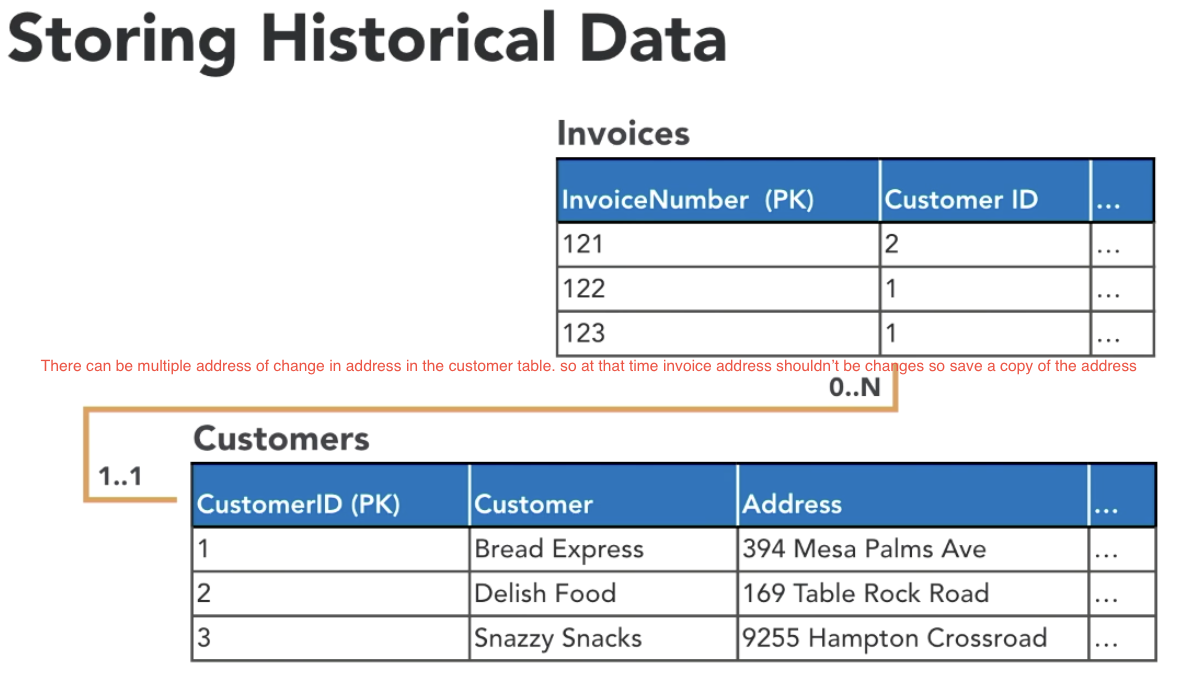 Storing Historical Data
Invoices
InvoiceNumber (PK) Customer ID ...
121 2 ...
122 1 ...
123 1 ...
There can be multiple address of change in address in the customer table. so at that time invoice address shouldn't be changes so save a copy of the address
0..N
Customers
1..1
CustomerID (PK) Customer Address ...
1 Bread Express 394 Mesa Palms Ave ...
2 Delish Food 169 Table Rock Road ...
3 Snazzy Snacks 9255 Hampton Crossroad ...